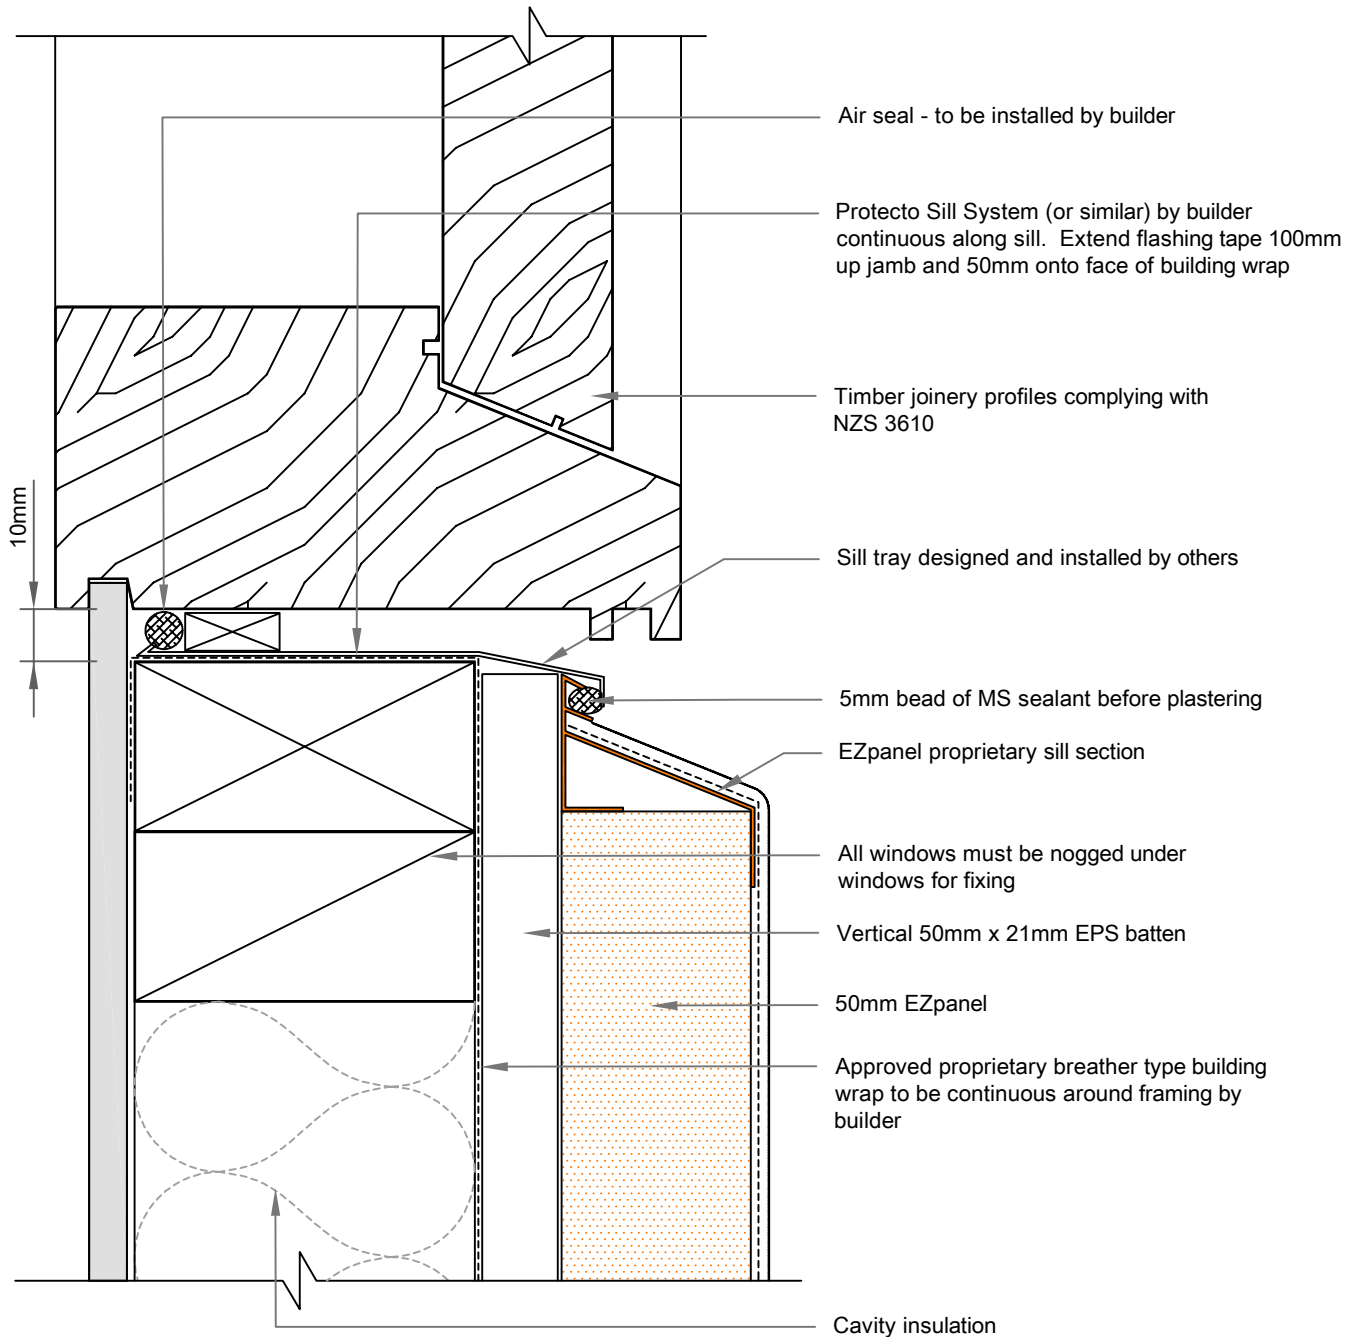 Air seal - to be installed by builder
Protecto Sill System (or similar) by builder
continuous along sill.  Extend flashing tape 100mm
up jamb and 50mm onto face of building wrap
Timber joinery profiles complying with
NZS 3610
10mm
Sill tray designed and installed by others
5mm bead of MS sealant before plastering
EZpanel proprietary sill section
All windows must be nogged under
windows for fixing
Vertical 50mm x 21mm EPS batten
50mm EZpanel
Approved proprietary breather type building
wrap to be continuous around framing by
builder
Cavity insulation